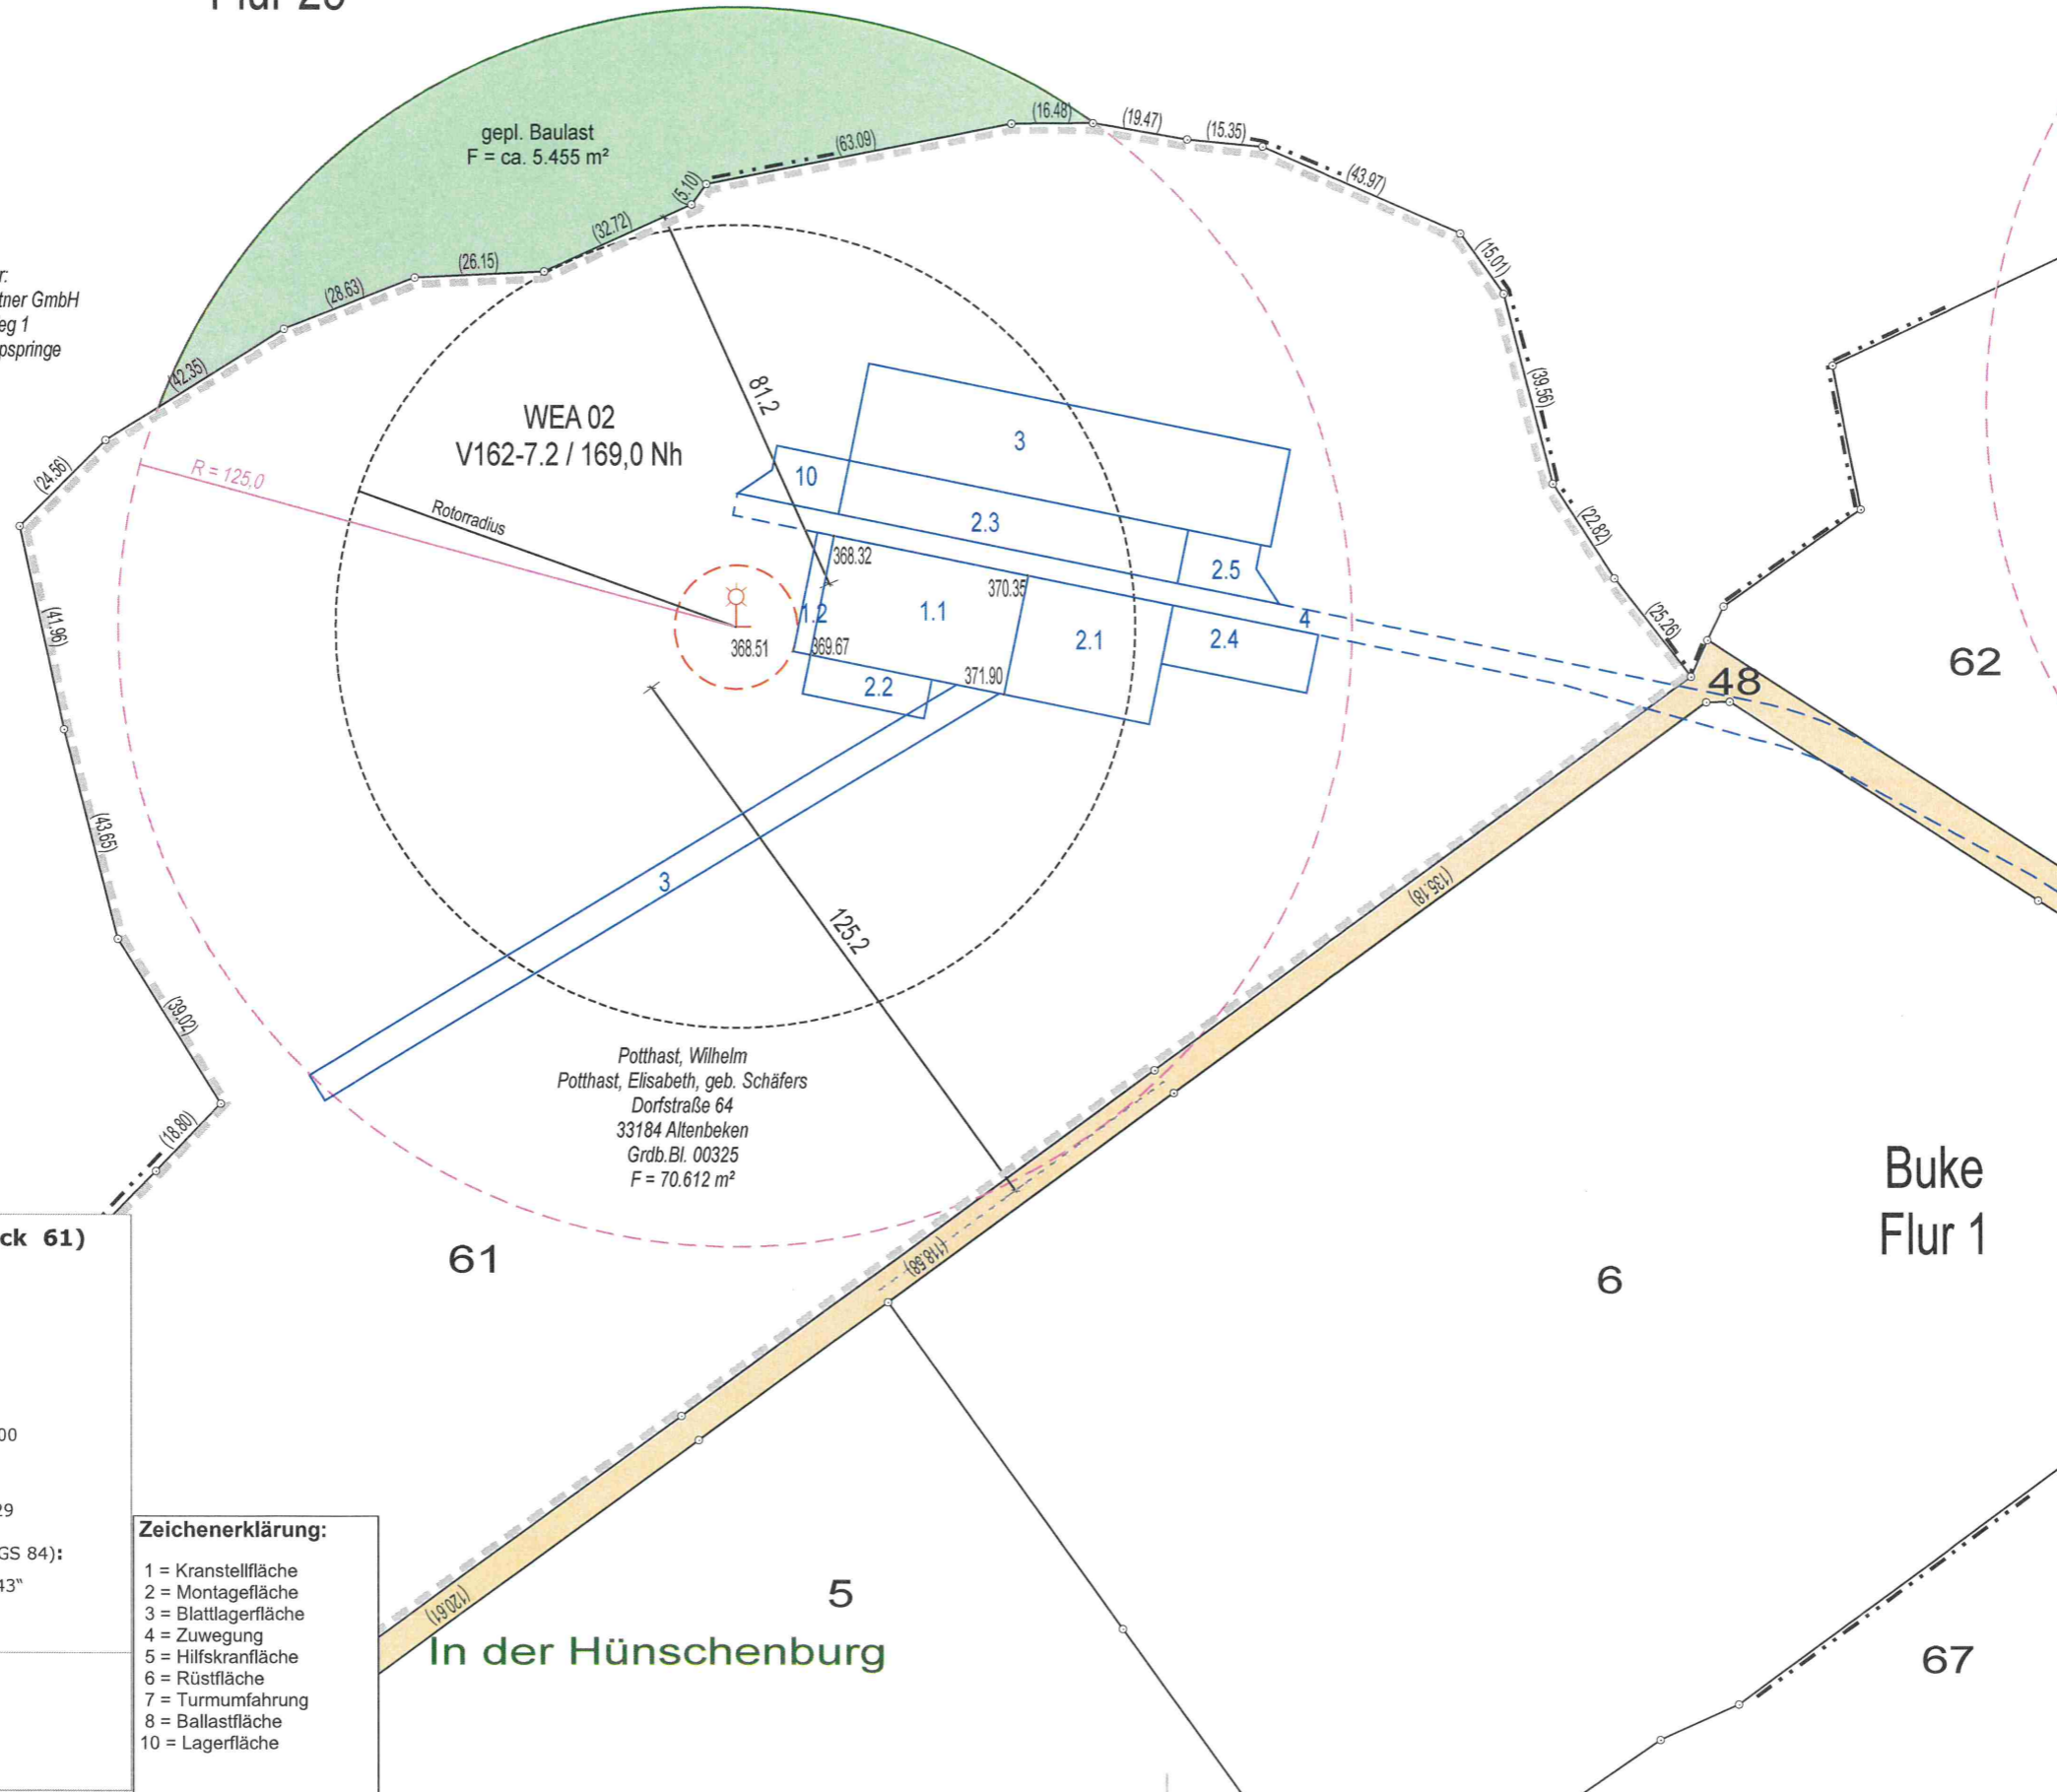 Flur
gepl. Baulast
F = ca. 5.455 m²
(16.48)
(19.47)
(15.35)
(63.09)
(43.97)
(5.10)
(32.72)
(26.15)
(28.63)
(42.35)
(15.01)
r:
tner GmbH
eg 1
pspringe
(24.56)
(39.56)
81.2
WEA 02
V162-7.2 / 169,0 Nh
R = 125,0
Rotorradius
3
10
2.3
(22.82)
368.32
2.5
370.35
1.2
1.1
4
(25.26)
(41.96)
368.51
369.67
2.1
2.4
371.90
2.2
48
62
(43.65)
3
125.2
(135.18)
(39.02)
Potthast, Wilhelm
Potthast, Elisabeth, geb. Schäfers
Dorfstraße 64
33184 Altenbeken
Grdb.Bl. 00325
F = 70.612 m²
(18.80)
Buke
Flur 1
ck 61)
61
(118.58)
6
00
29
GS 84):
43"
Zeichenerklärung:
1 = Kranstellfläche
2 = Montagefläche
3 = Blattlagerfläche
4 = Zuwegung
5 = Hilfskranfläche
6 = Rüstfläche
7 = Turmumfahrung
8 = Ballastfläche
10 = Lagerfläche
(120.61)
5
In der Hünschenburg
67